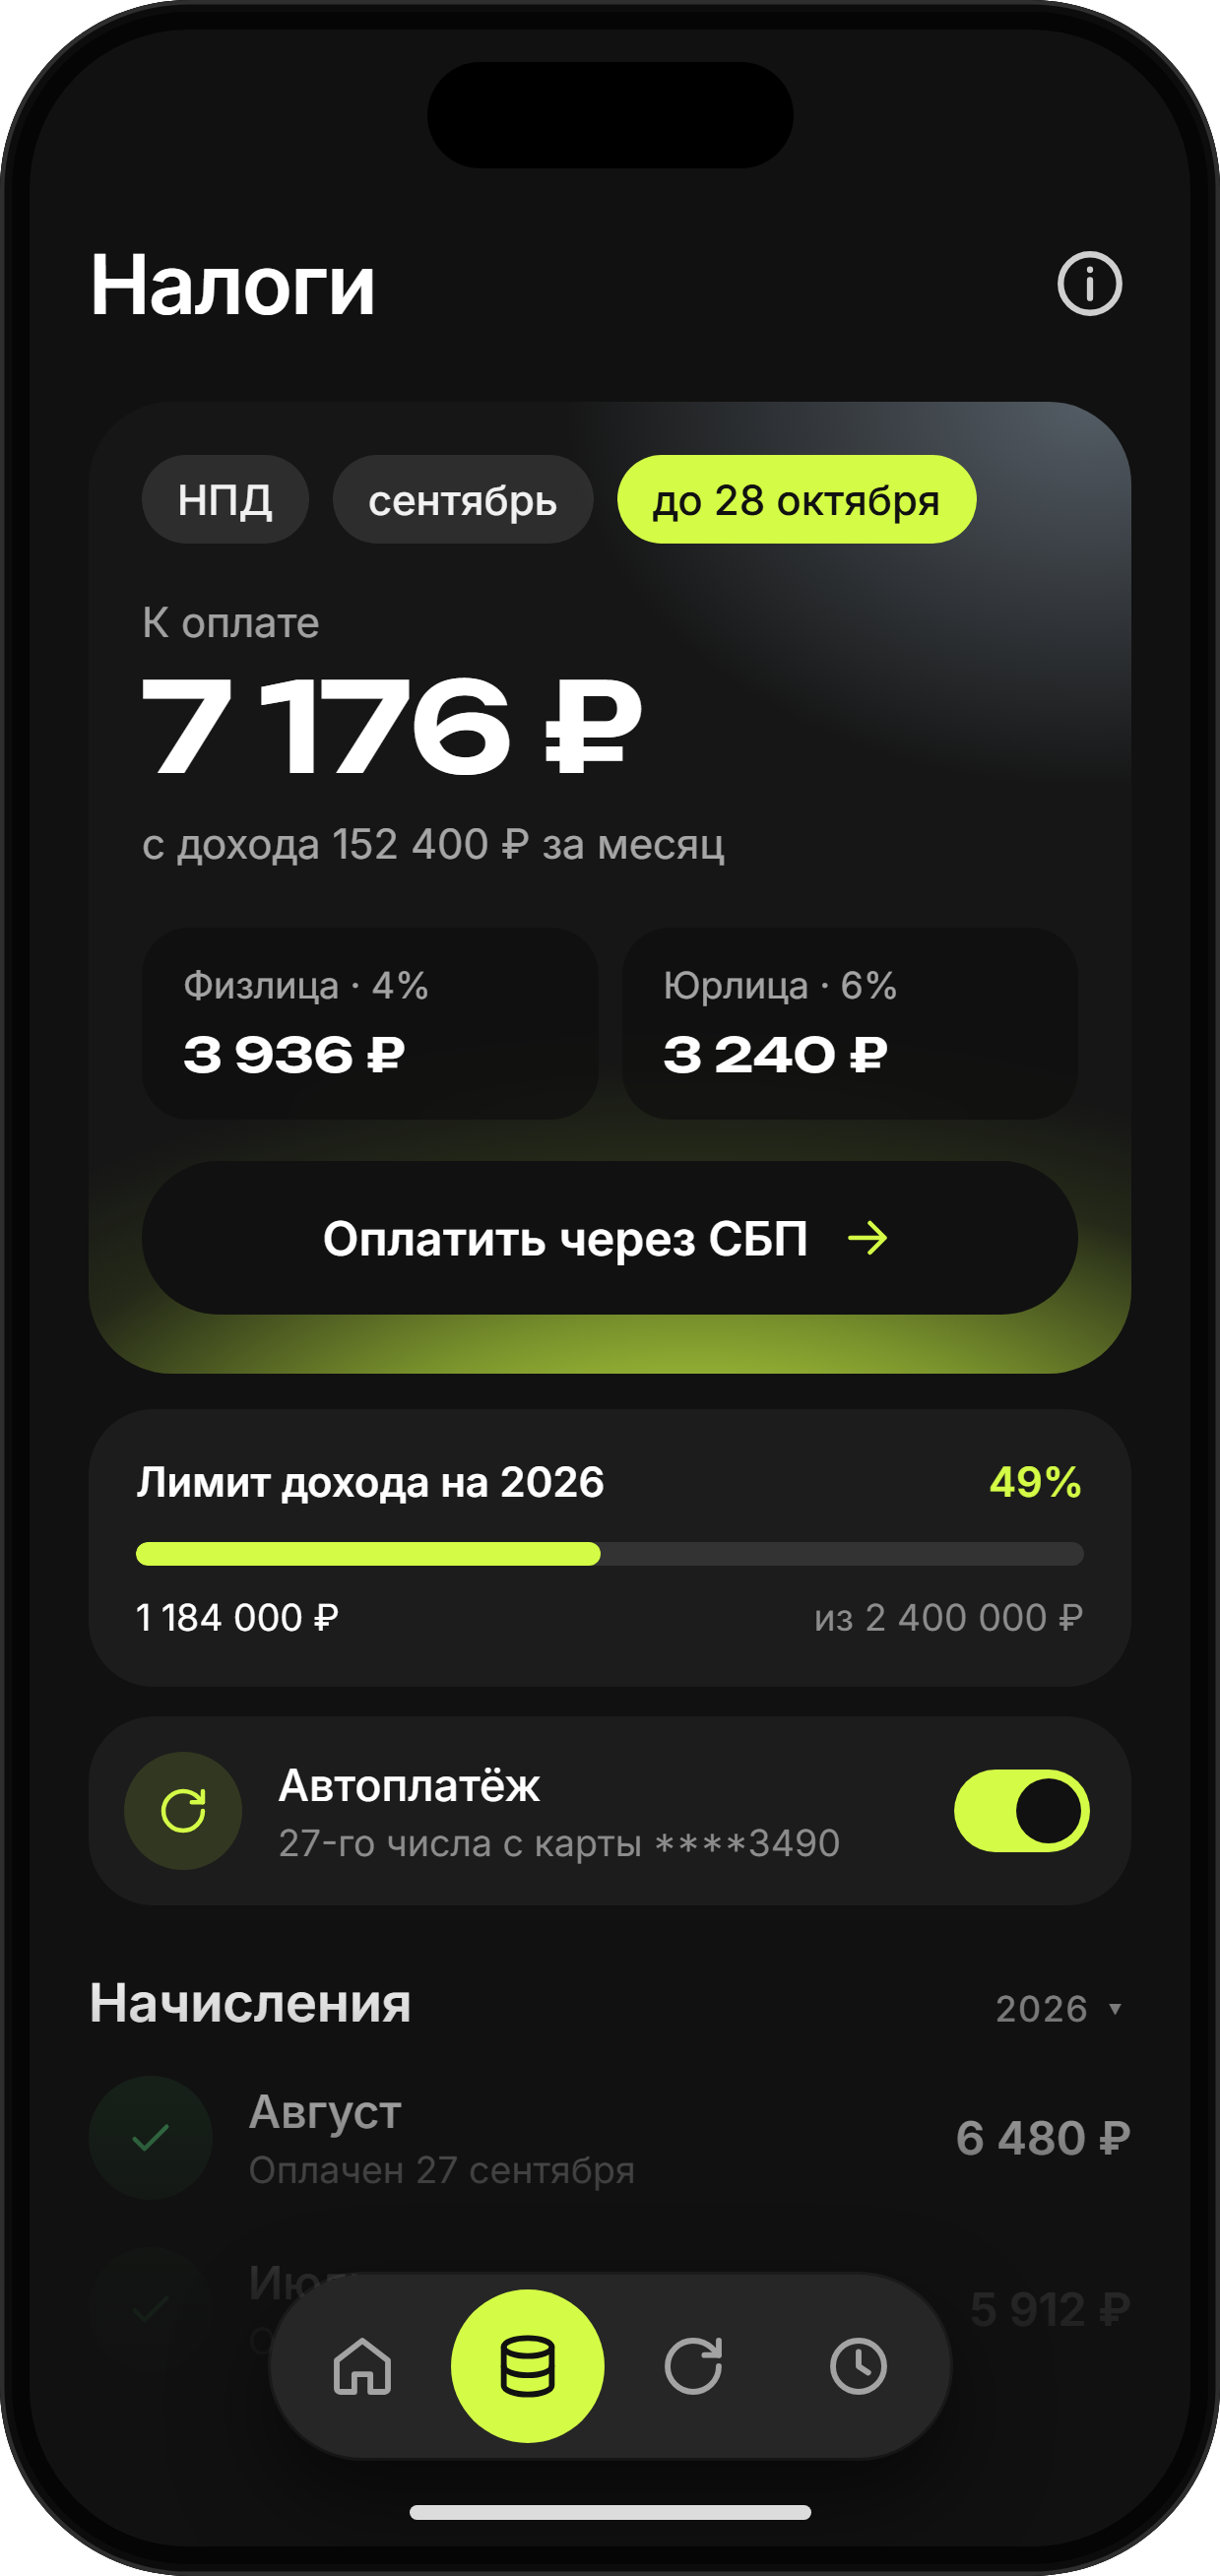 Налоги
НПД сентябрь до 28 октября
К оплате
7 176 ₽
с дохода 152 400 ₽ за месяц
Физлица · 4% Юрлица · 6%
3 936 ₽ 3 240 ₽
Оплатить через СБП →
Лимит дохода на 2026 49%
1 184 000 ₽ из 2 400 000 ₽
Автоплатёж
27-го числа с карты ****3490
Начисления 2026 ▼
Август
6 480 ₽
Оплачен 27 сентября
5 912 ₽